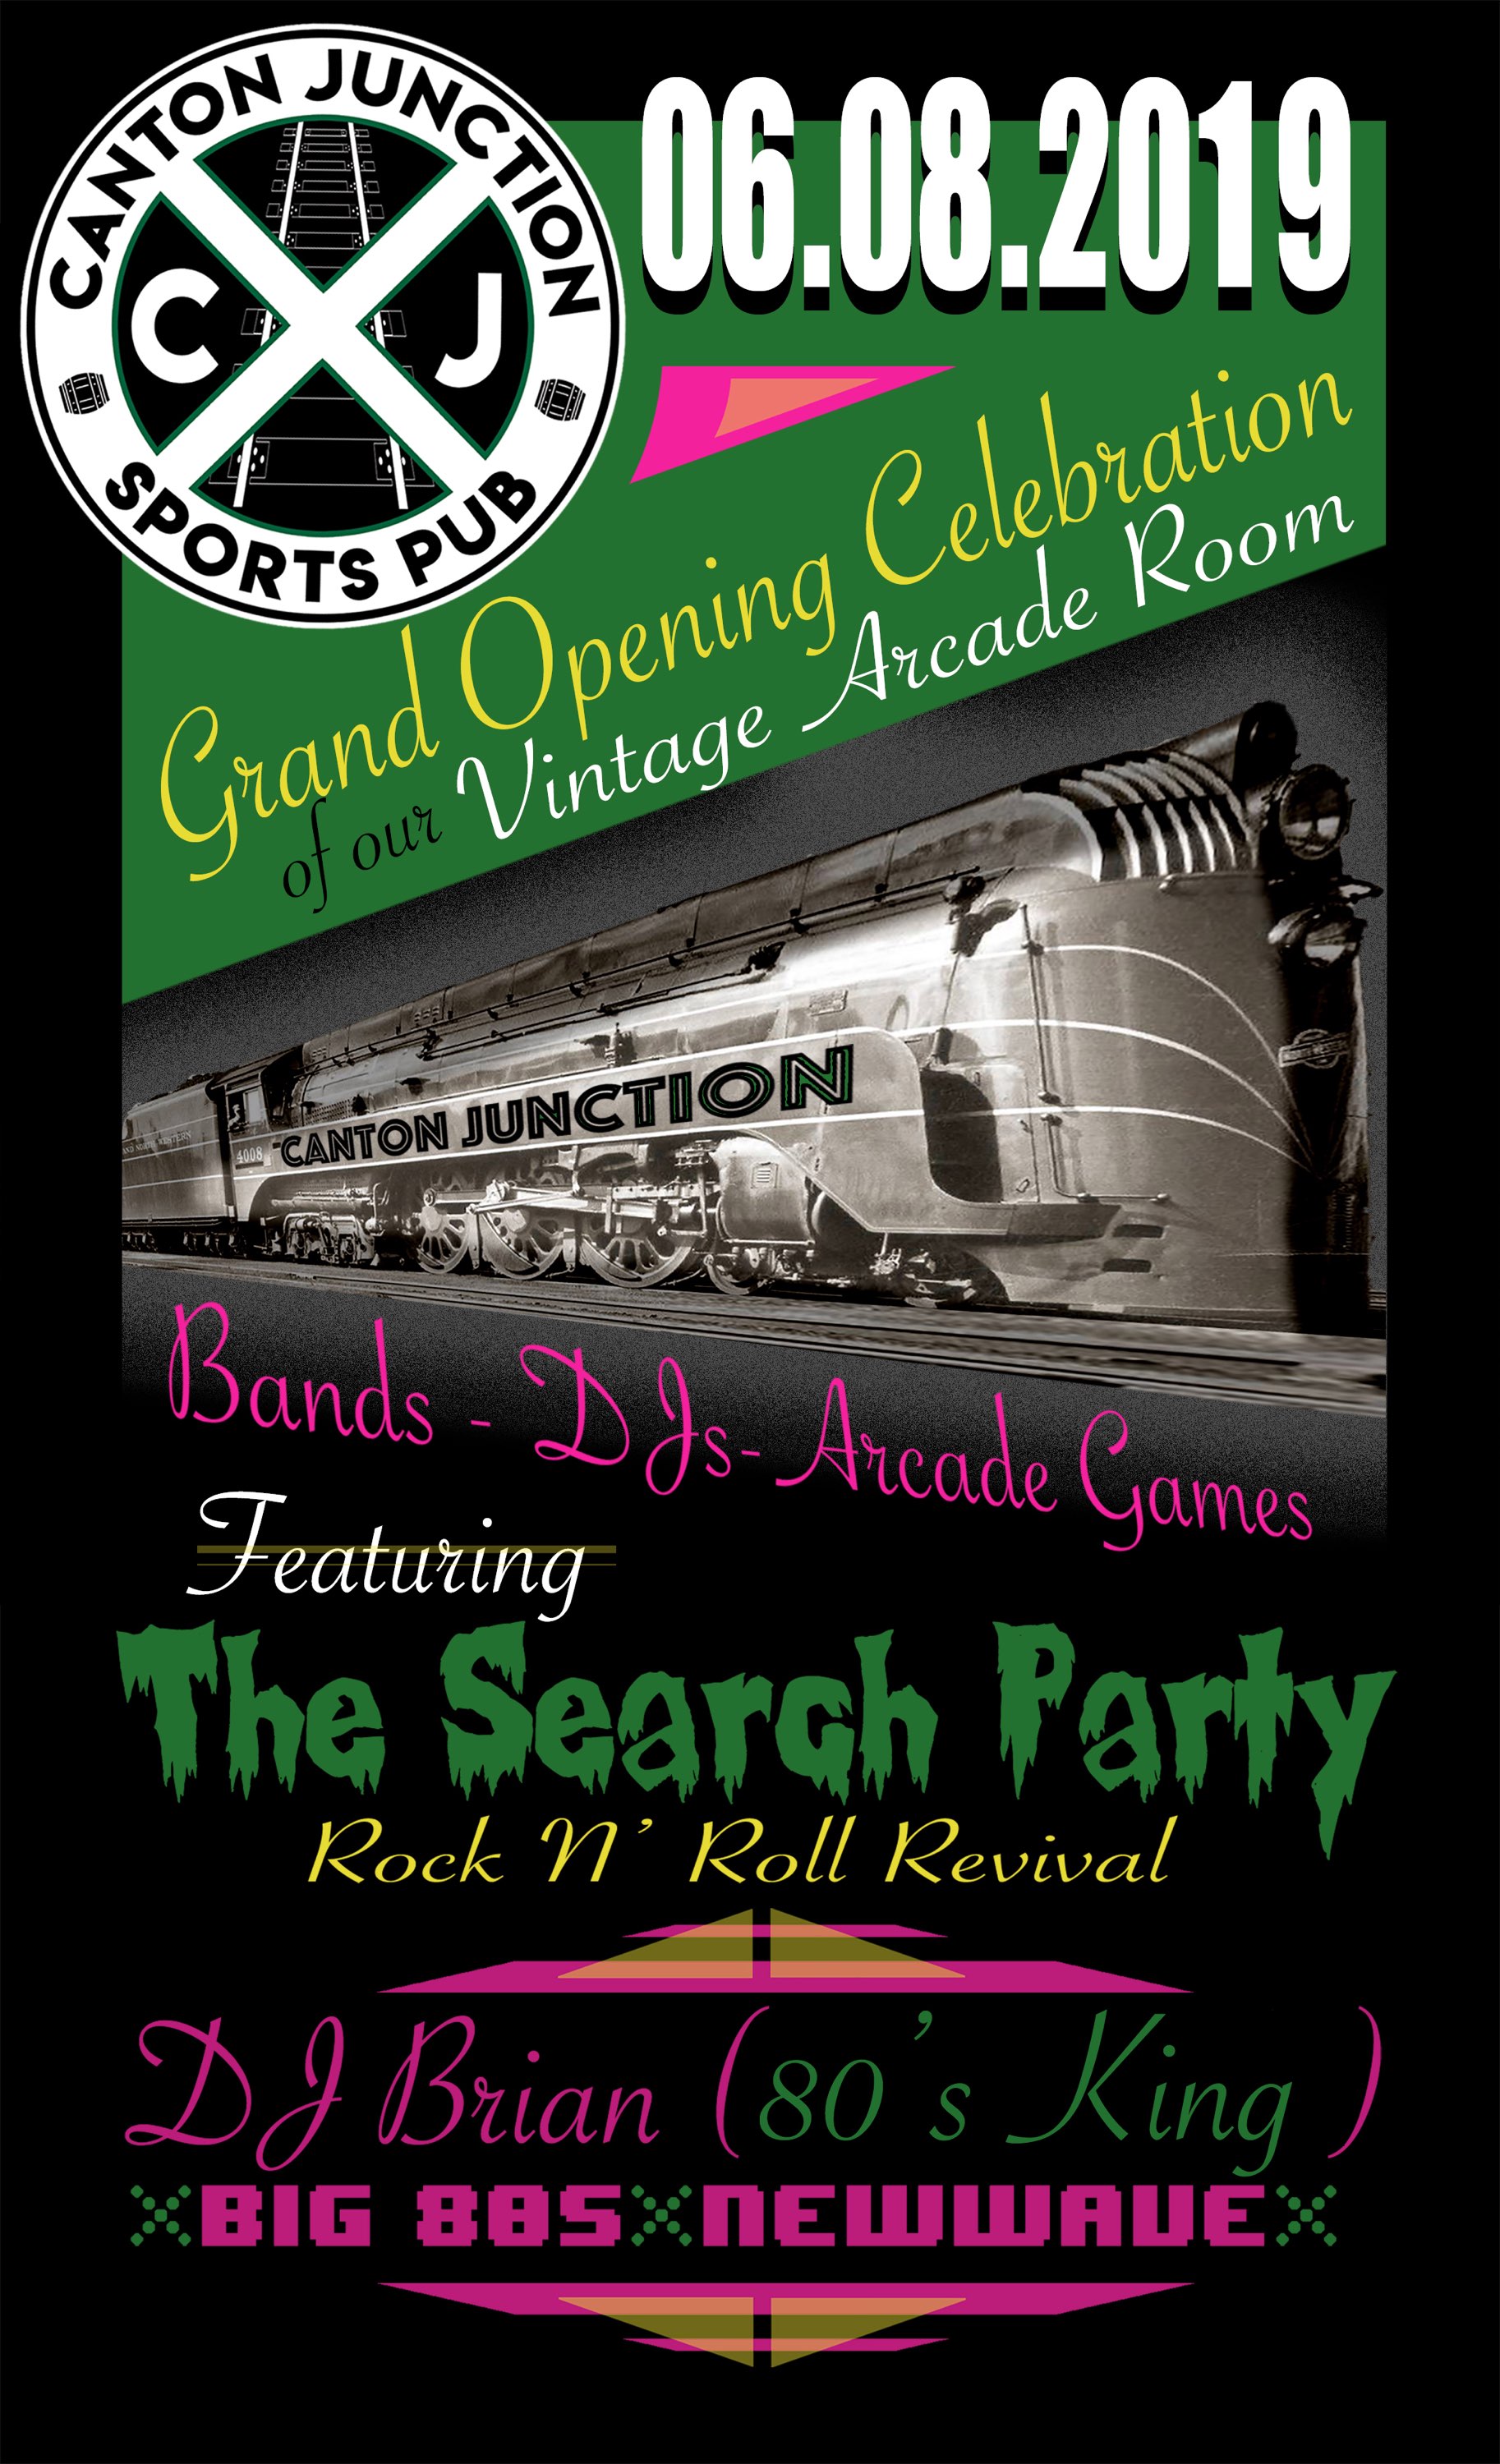 CANTON JUNCTION
C J
SPORTS PUB
06.08.2019
Grand Opening Celebration
of our Vintage Arcade Room
4008
CANTON JUNCTION
Bands - DJs- Arcade Games
Featuring
The Search Party
Rock N' Roll Revival
DJ Brian (80's King )
BIG 80S NEWWAVE